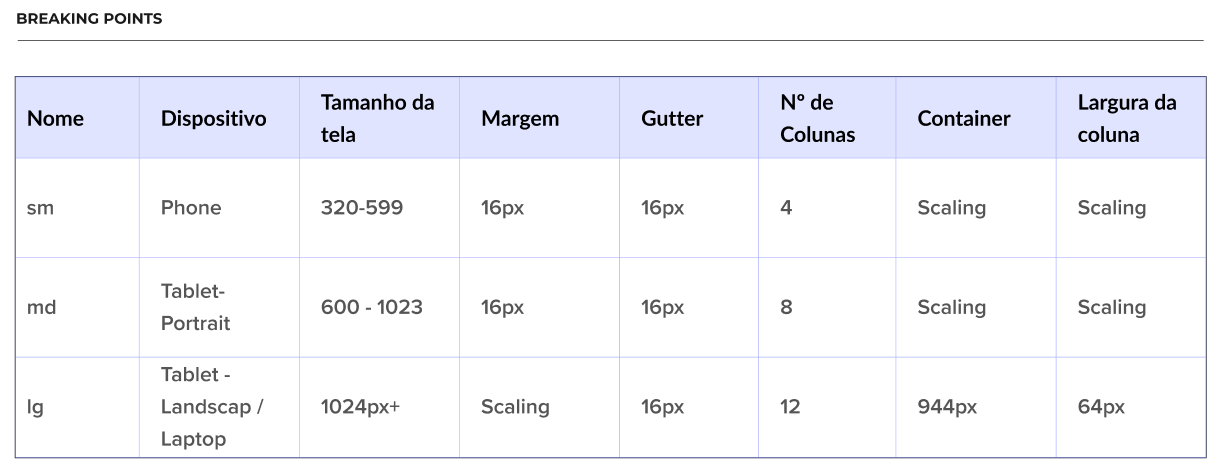 BREAKING POINTS
Nome Dispositivo Tamanho da tela Margem Gutter Nº de Colunas Container Largura da coluna
sm Phone 320-599 16px 16px 4 Scaling Scaling
md Tablet-Portrait 600 - 1023 16px 16px 8 Scaling Scaling
lg Tablet - Landscap / Laptop 1024px+ Scaling 16px 12 944px 64px